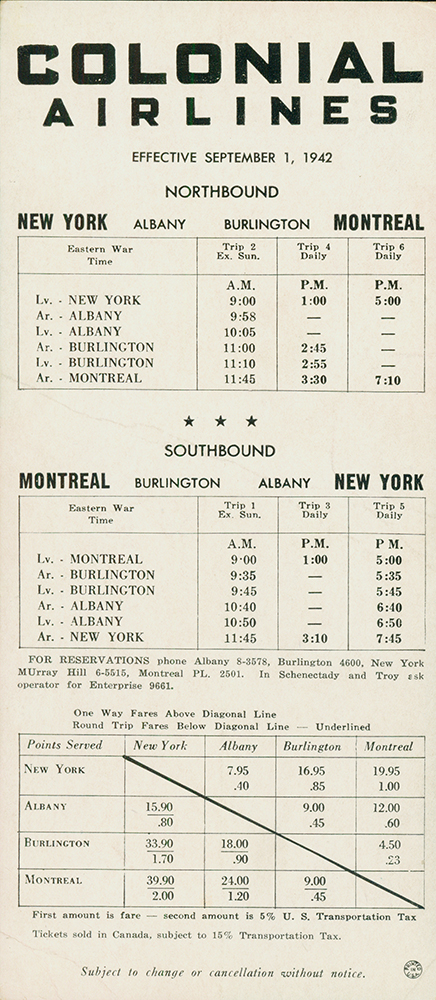 COLONIAL
AIRLINES
EFFECTIVE SEPTEMBER 1, 1942
NORTHBOUND
NEW YORK ALBANY BURLINGTON MONTREAL
Eastern War Time Trip 2 Ex. Sun. Trip 4 Daily Trip 6 Daily
A.M. P.M. P.M.
Lv. - NEW YORK 9:00 1:00 5:00
Ar. - ALBANY 9:58 — —
Lv. - ALBANY 10:05 — —
Ar. - BURLINGTON 11:00 2:45 —
Lv. - BURLINGTON 11:10 2:55 —
Ar. - MONTREAL 11:45 3:30 7:10
★ ★ ★
SOUTHBOUND
MONTREAL BURLINGTON ALBANY NEW YORK
Eastern War Time Trip 1 Ex. Sun. Trip 3 Daily Trip 5 Daily
A.M. P.M. P M.
Lv. - MONTREAL 9:00 1:00 5:00
Ar. - BURLINGTON 9:35 — 5:35
Lv. - BURLINGTON 9:45 — 5:45
Ar. - ALBANY 10:40 — 6:40
Lv. - ALBANY 10:50 — 6:50
Ar. - NEW YORK 11:45 3:10 7:45
FOR RESERVATIONS phone Albany 8-3578, Burlington 4600, New York
MUrray Hill 6-5515, Montreal PL. 2501. In Schenectady and Troy ask
operator for Enterprise 9661.
One Way Fares Above Diagonal Line
Round Trip Fares Below Diagonal Line — Underlined
Points Served New York Albany Burlington Montreal
NEW YORK 7.95 16.95 19.95
.40 .85 1.00
ALBANY 15.90 9.00 12.00
.80 .45 .60
BURLINGTON 33.90 18.00 4.50
1.70 .90 .23
MONTREAL 39.90 24.00 9.00
2.00 1.20 .45
First amount is fare — second amount is 5% U. S. Transportation Tax
Tickets sold in Canada, subject to 15% Transportation Tax.
Subject to change or cancellation without notice.
PRINTED IN U.S.A.